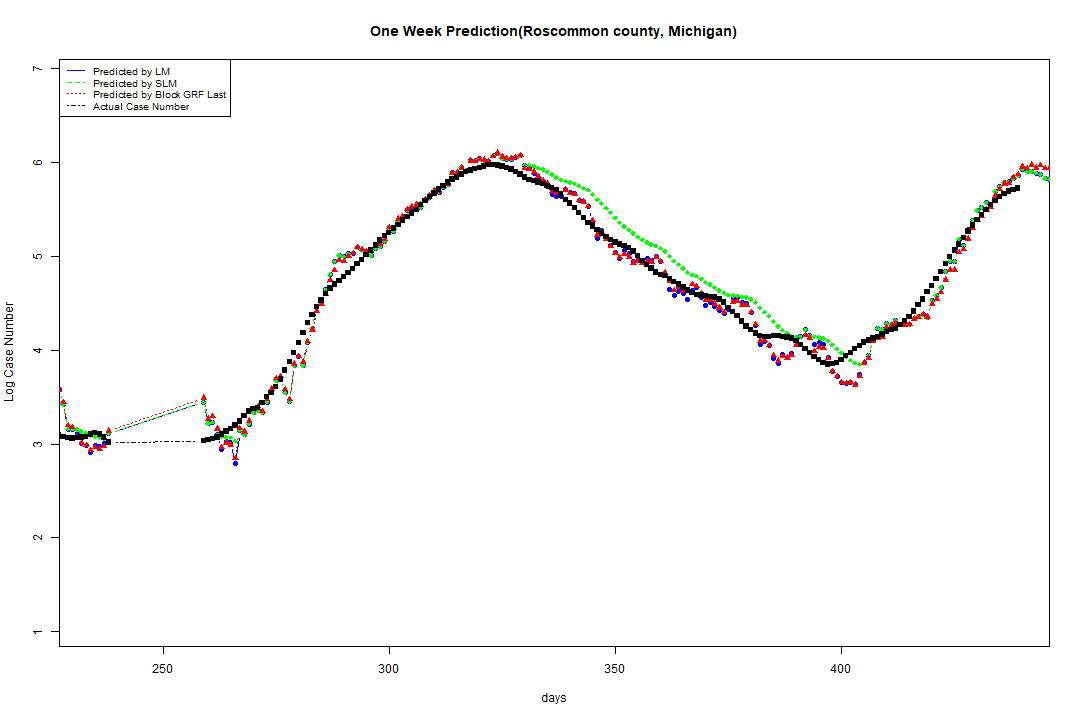 One Week Prediction(Roscommon county, Michigan)
Predicted by LM
Predicted by SLM
Predicted by Block GRF Last
Actual Case Number
7
6
5
4
3
2
1
Log Case Number
250 300 350 400
days